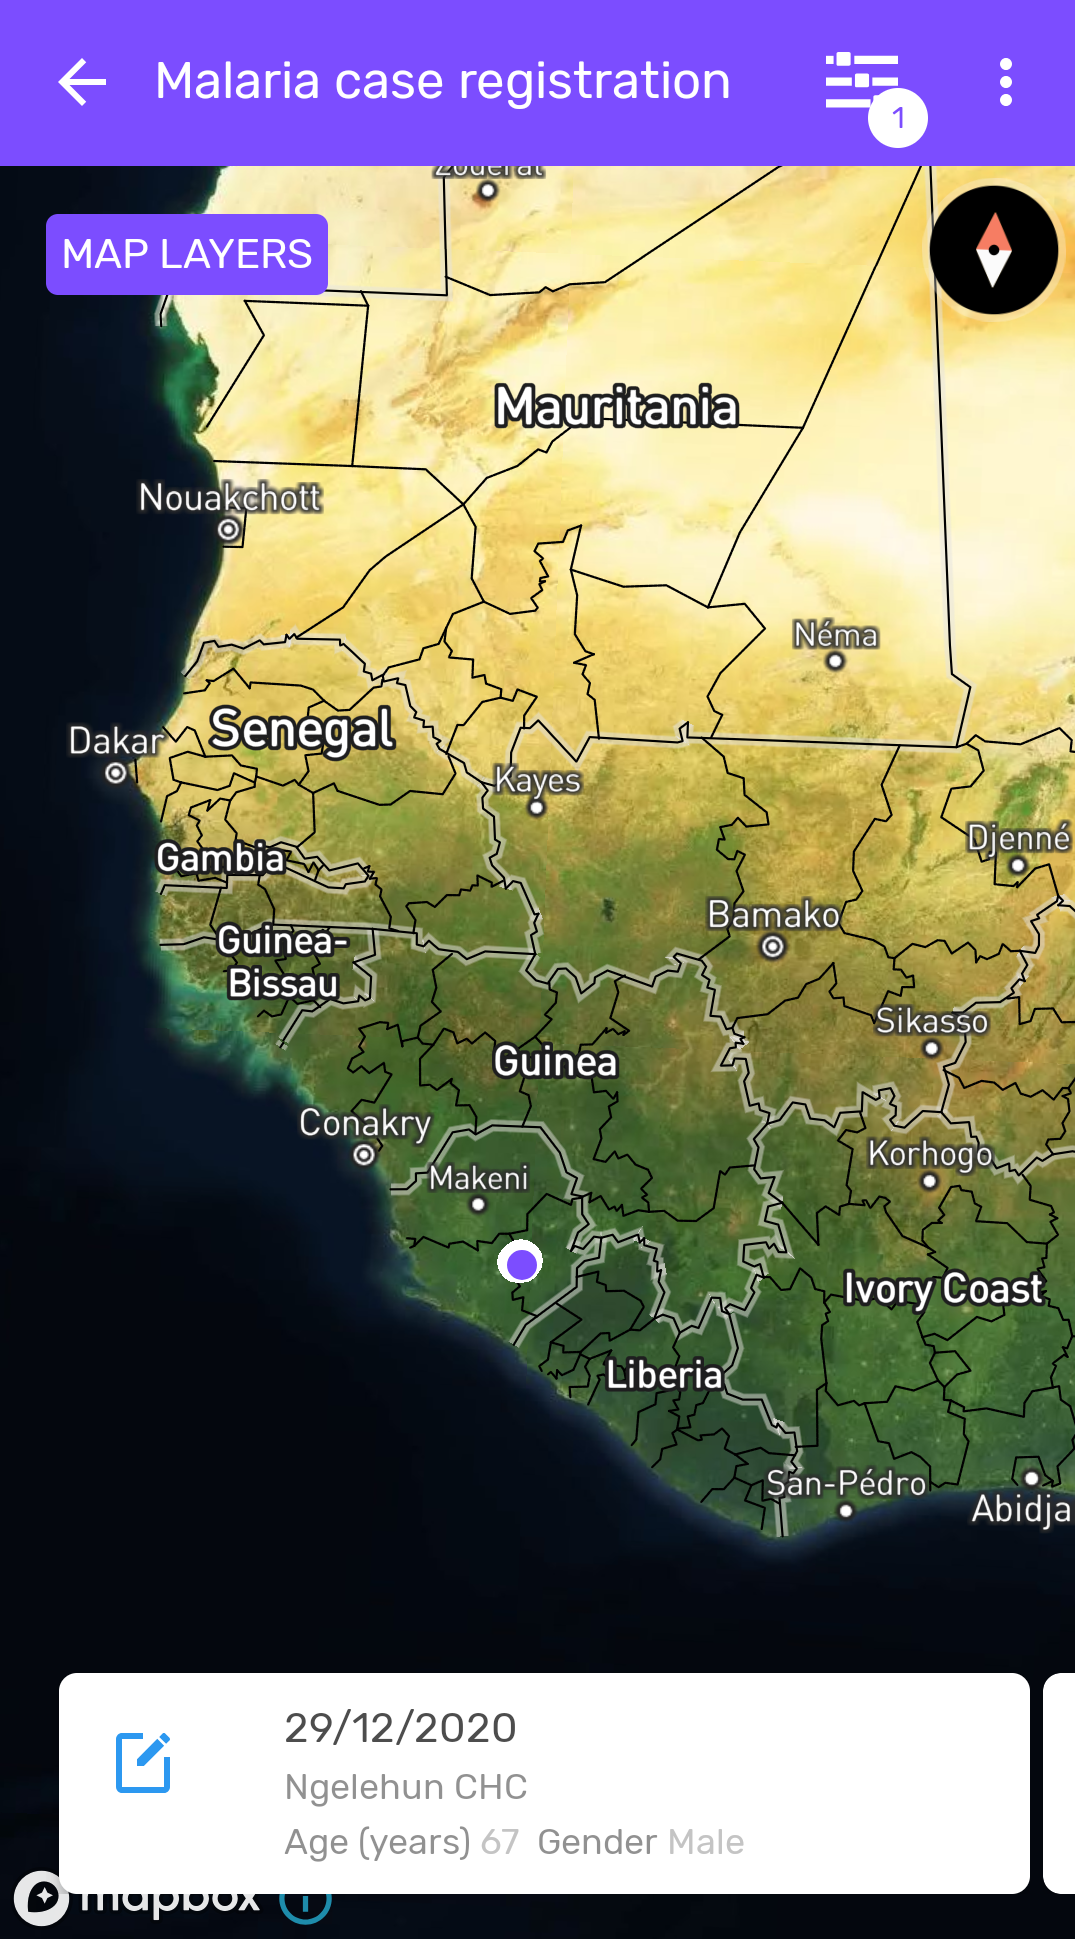 Malaria case registration
1
Zouérat
MAP LAYERS
Mauritania
Nouakchott
Néma
Senegal
Dakar
Kayes
Djenné
Gambia
Bamako
Guinea-
Bissau
Sikasso
Guinea
Conakry
Korhogo
Makeni
Ivory Coast
Liberia
San-Pédro
Abidja
29/12/2020
Ngelehun CHC
Age (years) 67 Gender Male
mapbox